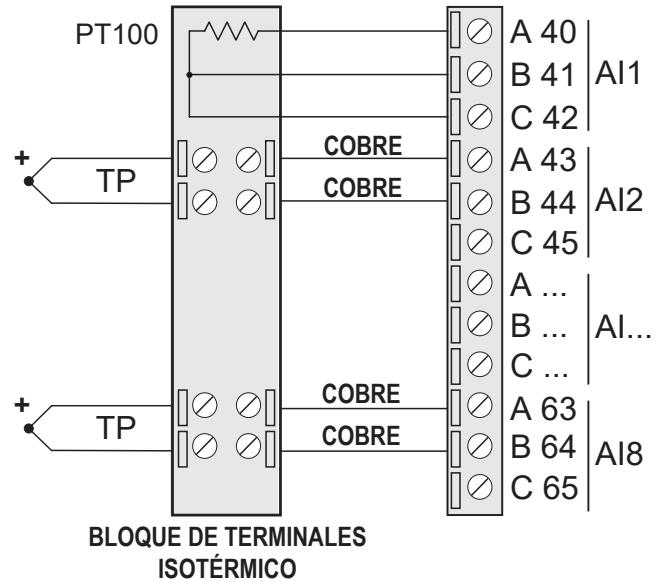 PT100
A 40
B 41
C 42
AI1
+
TP
COBRE
COBRE
A 43
B 44
C 45
AI2
A ...
B ...
C ...
AI...
+
TP
COBRE
COBRE
A 63
B 64
C 65
AI8
BLOQUE DE TERMINALES
ISOTÉRMICO